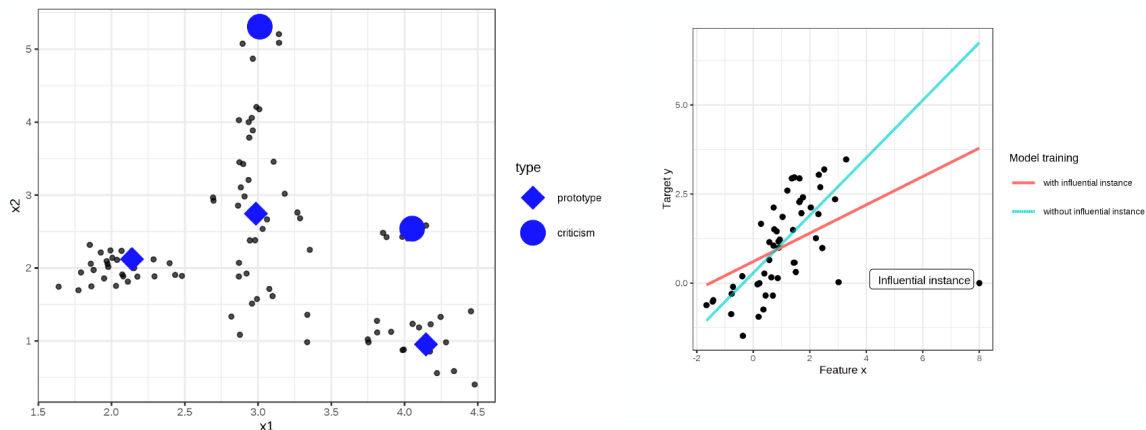 5
4
3
2
1
1.5 2.0 2.5 3.0 3.5 4.0 4.5
x1
x2
type
prototype
criticism
5.0
2.5
0.0
-2 0 2 4 6 8
Feature x
Target y
Influential instance
Model training
with influential instance
without influential instance